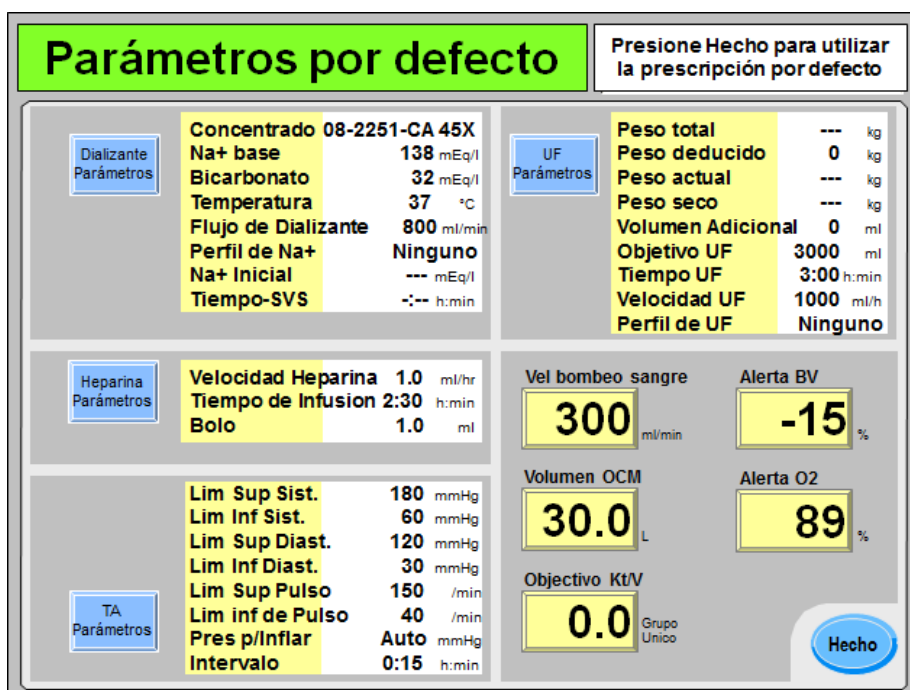 Parámetros por defecto
Presione Hecho para utilizar
la prescripción por defecto
Dializante
Parámetros
Concentrado 08-2251-CA 45X
Na+ base 138 mEq/l
Bicarbonato 32 mEq/l
Temperatura 37 °C
Flujo de Dializante 800 ml/min
Perfil de Na+ Ninguno
Na+ Inicial --- mEq/l
Tiempo-SVS -:-- h:min
UF
Parámetros
Peso total --- kg
Peso deducido 0 kg
Peso actual --- kg
Peso seco --- kg
Volumen Adicional 0 ml
Objetivo UF 3000 ml
Tiempo UF 3:00 h:min
Velocidad UF 1000 ml/h
Perfil de UF Ninguno
Heparina
Parámetros
Velocidad Heparina 1.0 ml/hr
Tiempo de Infusion 2:30 h:min
Bolo 1.0 ml
Vel bombeo sangre
300 ml/min
Alerta BV
-15 %
Volumen OCM
30.0 L
Alerta O2
89 %
Objectivo Kt/V
0.0 Grupo
Unico
TA
Parámetros
Lim Sup Sist. 180 mmHg
Lim Inf Sist. 60 mmHg
Lim Sup Diast. 120 mmHg
Lim Inf Diast. 30 mmHg
Lim Sup Pulso 150 /min
Lim inf de Pulso 40 /min
Pres p/Inflar Auto mmHg
Intervalo 0:15 h:min
Hecho